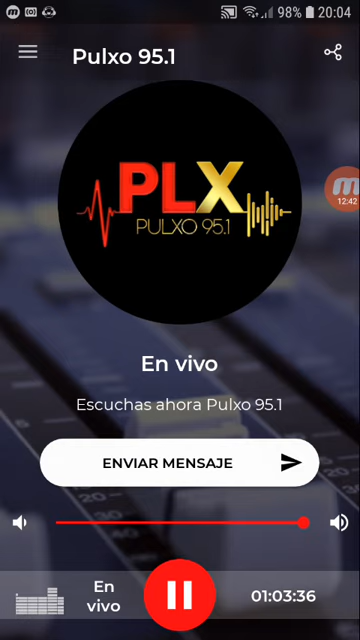 98% 20:04
Pulxo 95.1
PLX
PULXO 95.1
12:42
En vivo
Escuchas ahora Pulxo 95.1
ENVIAR MENSAJE
En
vivo
01:03:36